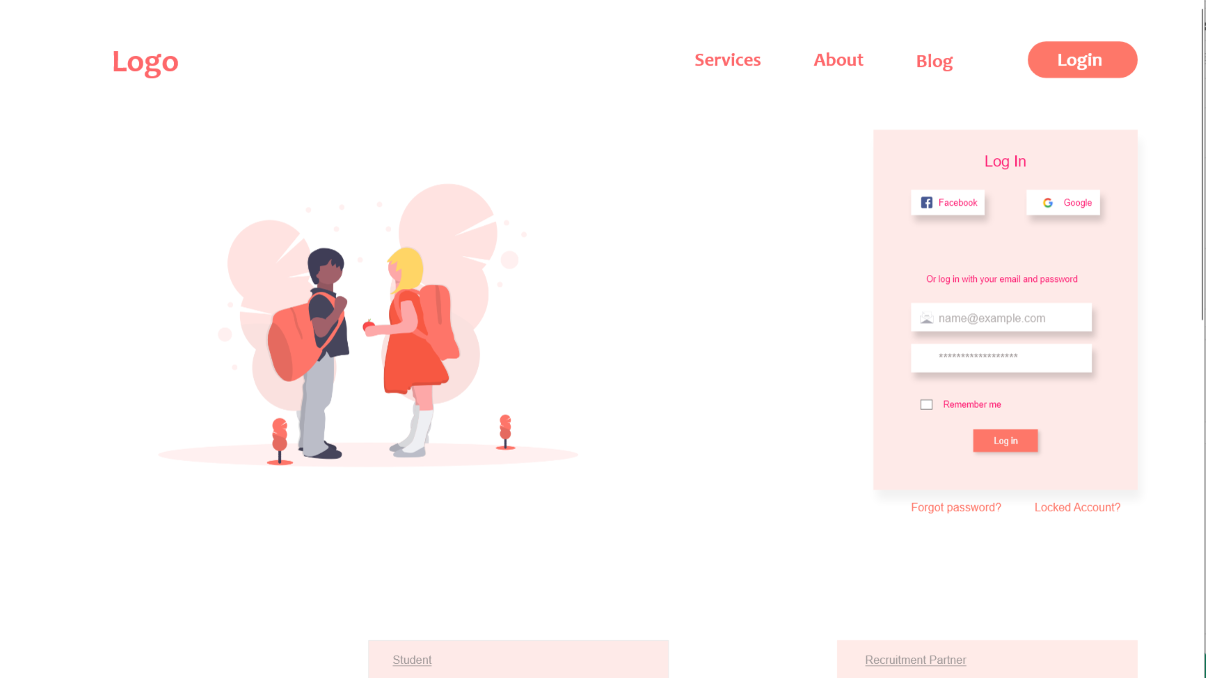 Logo
Services About Blog Login
Log In
Facebook Google
Or log in with your email and password
name@example.com
******************
Remember me
Log in
Forgot password? Locked Account?
Student Recruitment Partner